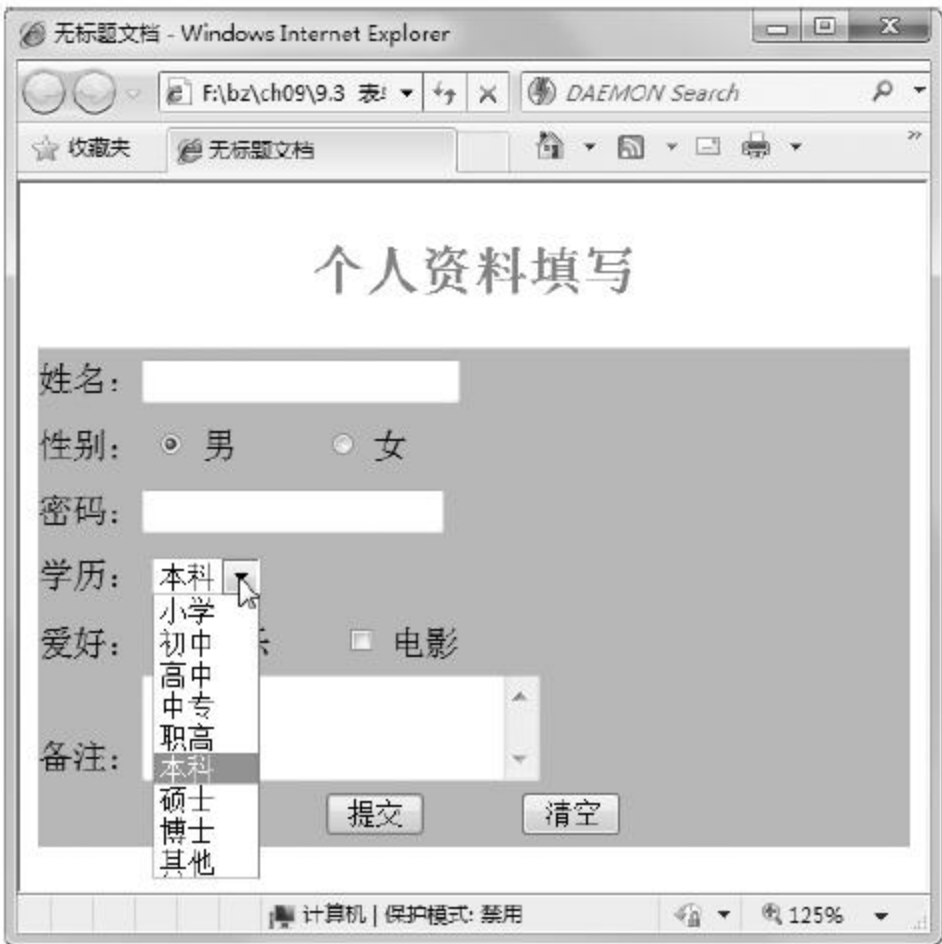 无标题文档 - Windows Internet Explorer
F:\bz\ch09\9.3 表
DAEMON Search
收藏夹 无标题文档
个人资料填写
姓名：
性别： 男 女
密码：
学历： 本科
小学
初中
爱好： 电影
高中
中专
职高
备注：
本科
硕士
提交 清空
博士
其他
计算机 | 保护模式: 禁用 125%